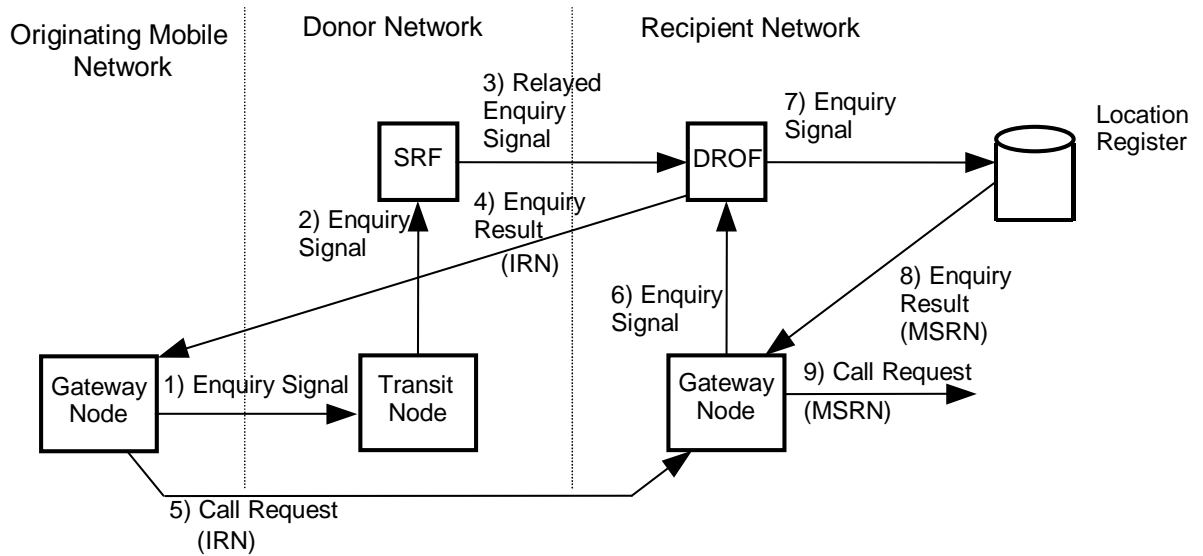 Originating Mobile
Network
Donor Network
Recipient Network
3) Relayed
Enquiry
Signal
7) Enquiry
Signal
Location
Register
SRF
DROF
2) Enquiry
Signal
4) Enquiry
Result
(IRN)
6) Enquiry
Signal
8) Enquiry
Result
(MSRN)
Gateway
Node
1) Enquiry Signal
Transit
Node
Gateway
Node
9) Call Request
(MSRN)
5) Call Request
(IRN)